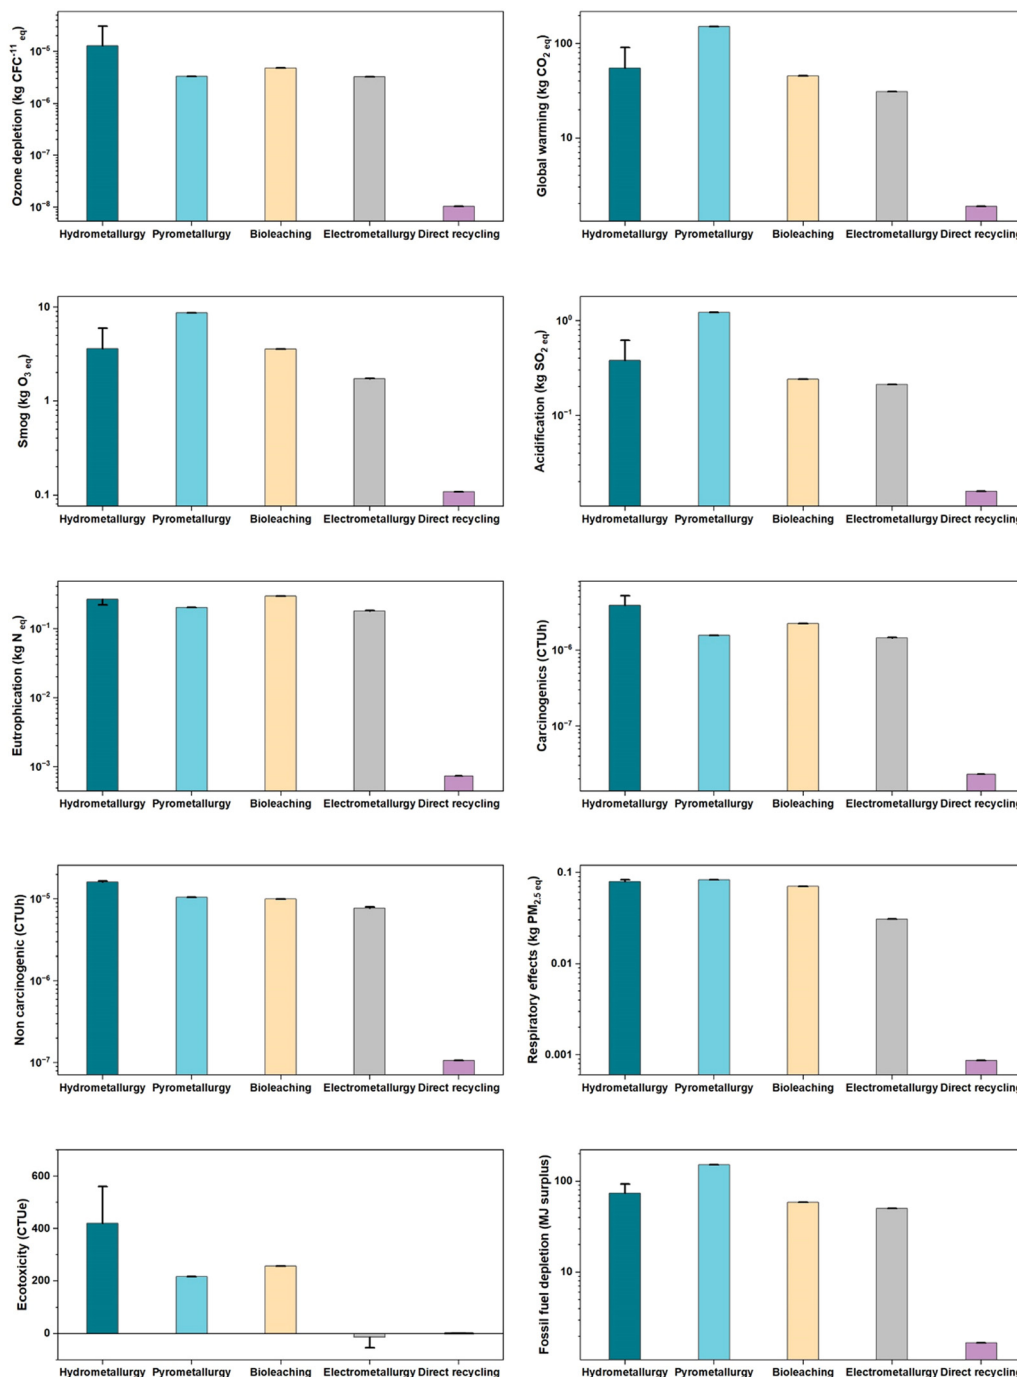 Ozone depletion (kg CFC⁻¹¹ eq)
10⁻⁵
10⁻⁶
10⁻⁷
10⁻⁸
Hydrometallurgy Pyrometallurgy Bioleaching Electrometallurgy Direct recycling
Global warming (kg CO₂ eq)
100
10
Hydrometallurgy Pyrometallurgy Bioleaching Electrometallurgy Direct recycling
Smog (kg O₃ eq)
10
1
0.1
Hydrometallurgy Pyrometallurgy Bioleaching Electrometallurgy Direct recycling
Acidification (kg SO₂ eq)
10⁰
10⁻¹
Hydrometallurgy Pyrometallurgy Bioleaching Electrometallurgy Direct recycling
Eutrophication (kg N eq)
10⁻¹
10⁻²
10⁻³
Hydrometallurgy Pyrometallurgy Bioleaching Electrometallurgy Direct recycling
Carcinogenics (CTUh)
10⁻⁶
10⁻⁷
Hydrometallurgy Pyrometallurgy Bioleaching Electrometallurgy Direct recycling
Non carcinogenic (CTUh)
10⁻⁵
10⁻⁶
10⁻⁷
Hydrometallurgy Pyrometallurgy Bioleaching Electrometallurgy Direct recycling
Respiratory effects (kg PM₂.₅ eq)
0.1
0.01
0.001
Hydrometallurgy Pyrometallurgy Bioleaching Electrometallurgy Direct recycling
Ecotoxicity (CTUe)
600
400
200
0
Hydrometallurgy Pyrometallurgy Bioleaching Electrometallurgy Direct recycling
Fossil fuel depletion (MJ surplus)
100
10
Hydrometallurgy Pyrometallurgy Bioleaching Electrometallurgy Direct recycling